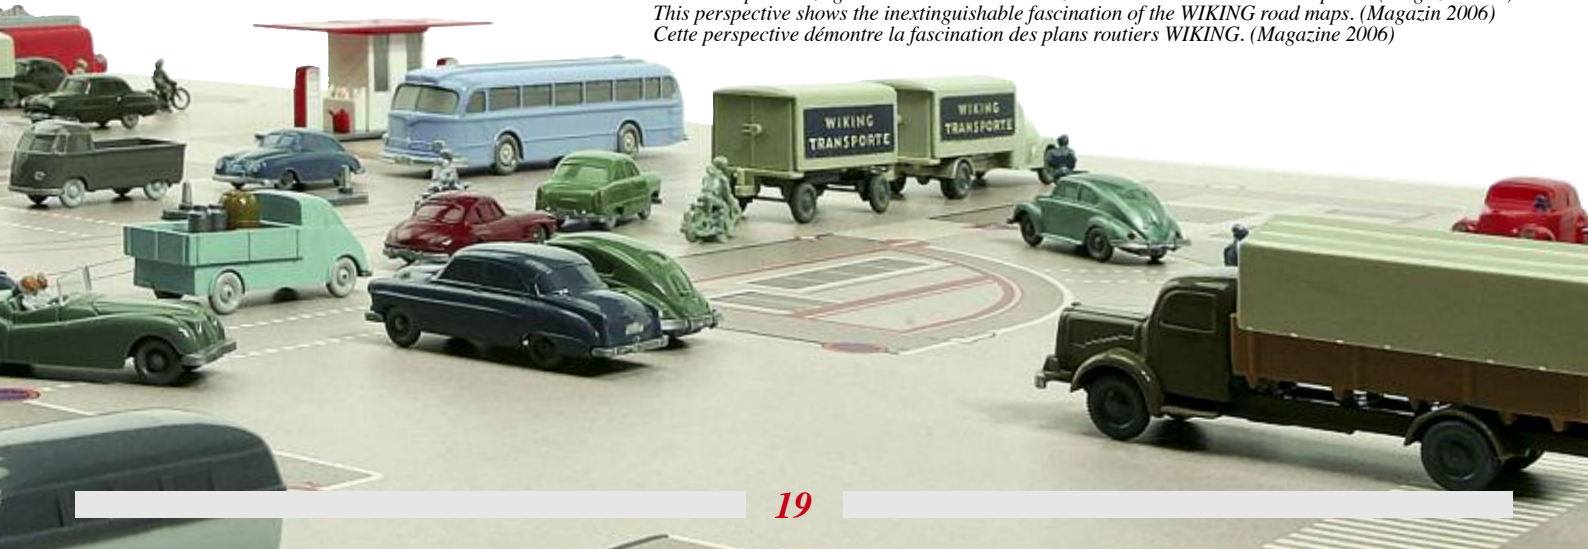 This perspective shows the inextinguishable fascination of the WIKING road maps. (Magazin 2006)
Cette perspective démontre la fascination des plans routiers WIKING. (Magazine 2006)
WIKING
TRANSPORTE
WIKING
TRANSPORTE
19